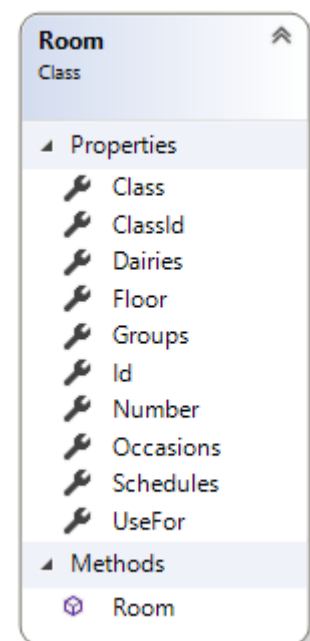 Room
Class
Properties
Class
ClassId
Dairies
Floor
Groups
Id
Number
Occasions
Schedules
UseFor
Methods
Room